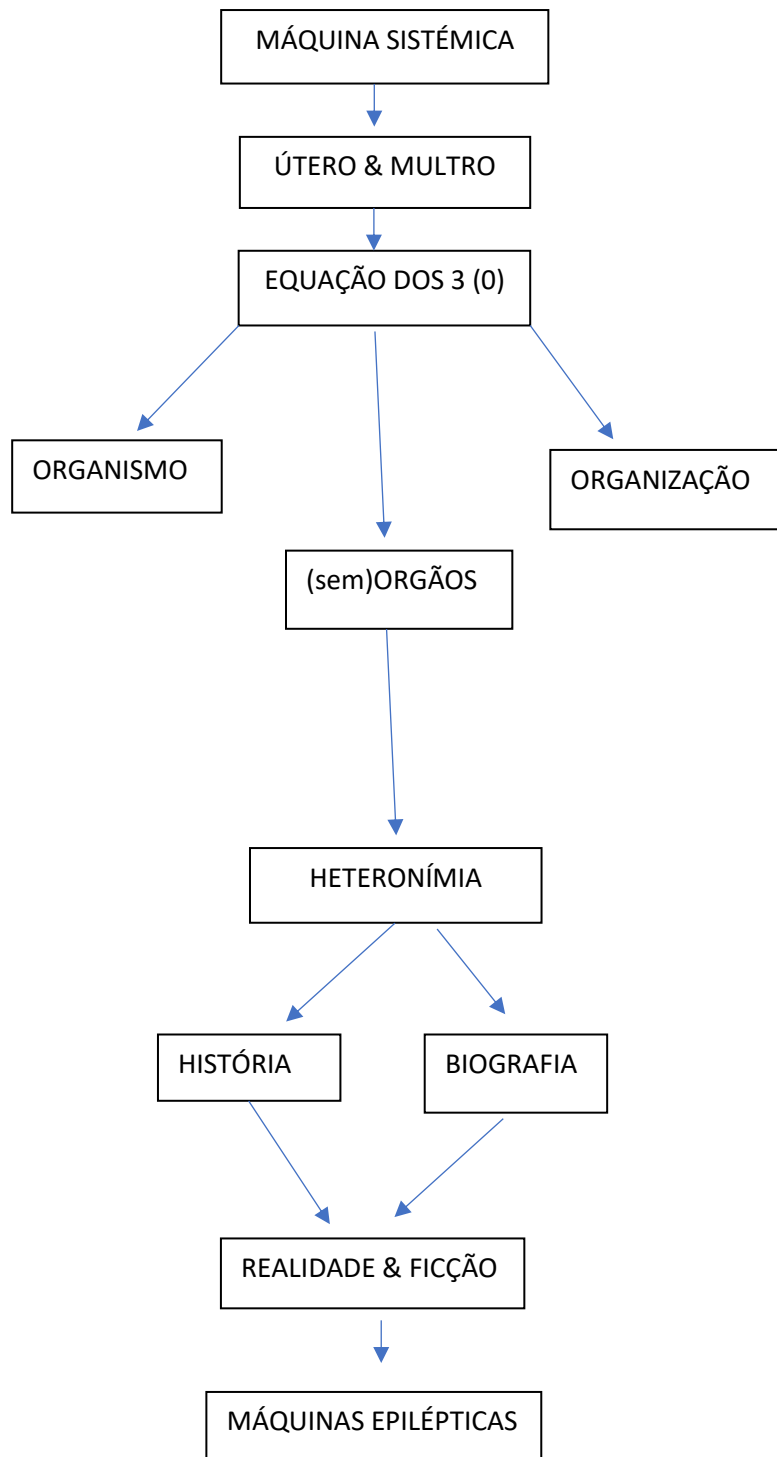 MÁQUINA SISTÉMICA
ÚTERO & MULTRO
EQUAÇÃO DOS 3 (0)
ORGANISMO
ORGANIZAÇÃO
(sem)ORGÃOS
HETERONÍMIA
HISTÓRIA
BIOGRAFIA
REALIDADE & FICÇÃO
MÁQUINAS EPILÉPTICAS